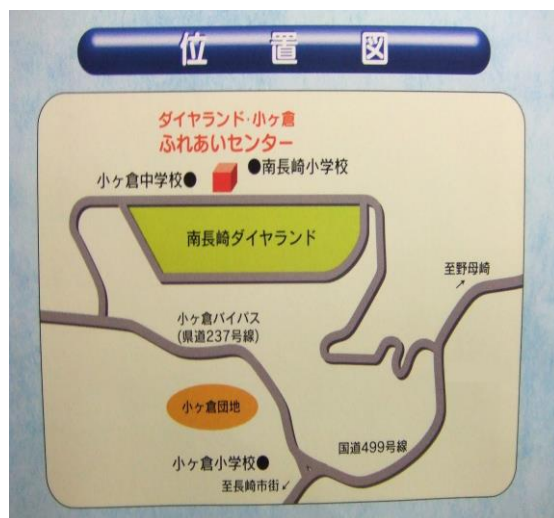 位置図
ダイヤランド・小ヶ倉
ふれあいセンター
小ヶ倉中学校
南長崎小学校
南長崎ダイヤランド
至野母崎
↗
小ヶ倉バイパス
(県道237号線)
小ヶ倉団地
小ヶ倉小学校
国道499号線
至長崎市街↙